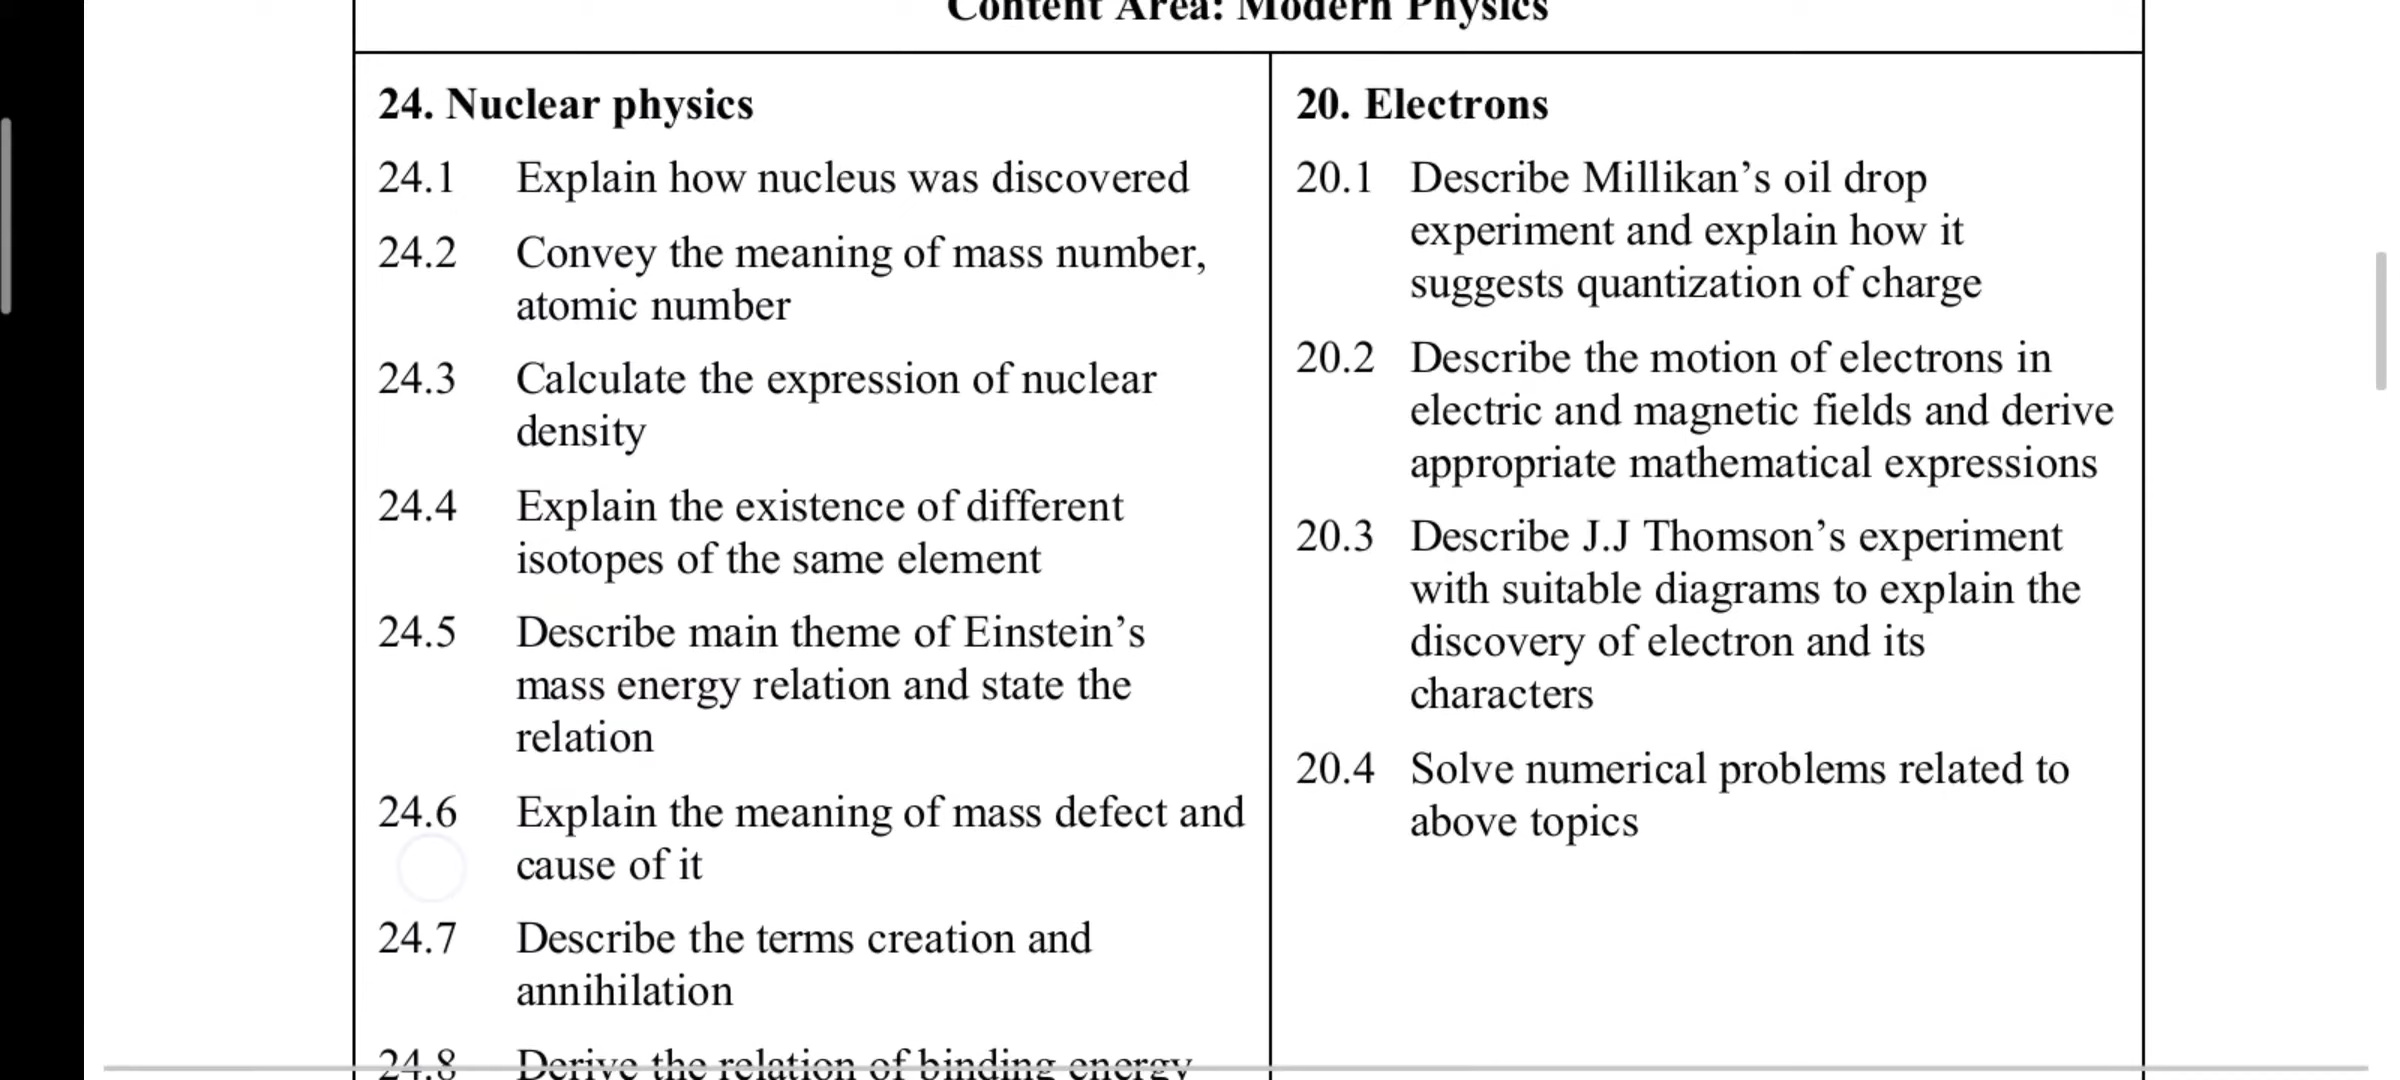 Content Area: Modern Physics
24. Nuclear physics
24.1 Explain how nucleus was discovered
24.2 Convey the meaning of mass number,
atomic number
24.3 Calculate the expression of nuclear
density
24.4 Explain the existence of different
isotopes of the same element
24.5 Describe main theme of Einstein’s
mass energy relation and state the
relation
24.6 Explain the meaning of mass defect and
cause of it
24.7 Describe the terms creation and
annihilation
24.8 Derive the relation of binding energy
20. Electrons
20.1 Describe Millikan’s oil drop
experiment and explain how it
suggests quantization of charge
20.2 Describe the motion of electrons in
electric and magnetic fields and derive
appropriate mathematical expressions
20.3 Describe J.J Thomson’s experiment
with suitable diagrams to explain the
discovery of electron and its
characters
20.4 Solve numerical problems related to
above topics